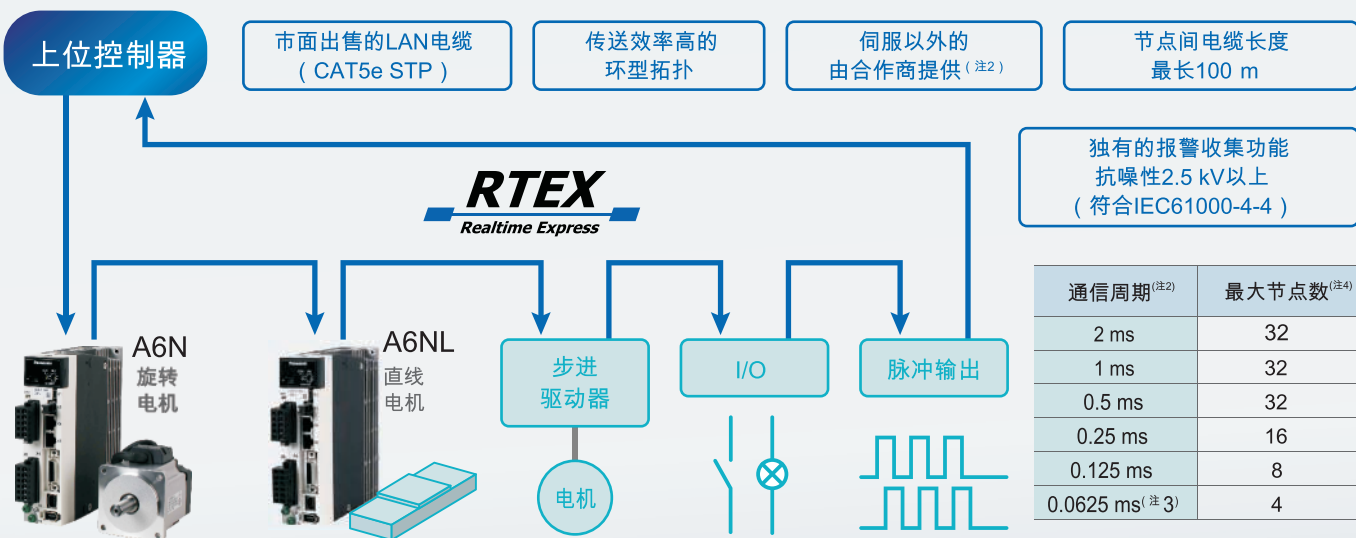 上位控制器
市面出售的LAN电缆
（CAT5e STP）
传送效率高的
环型拓扑
伺服以外的
由合作商提供（注2）
节点间电缆长度
最长100 m
独有的报警收集功能
抗噪性2.5 kV以上
（符合IEC61000-4-4）
RTEX
Realtime Express
A6N
旋转
电机
A6NL
直线
电机
步进
驱动器
电机
I/O
脉冲输出
通信周期(注2) 最大节点数(注4)
2 ms 32
1 ms 32
0.5 ms 32
0.25 ms 16
0.125 ms 8
0.0625 ms(注3) 4